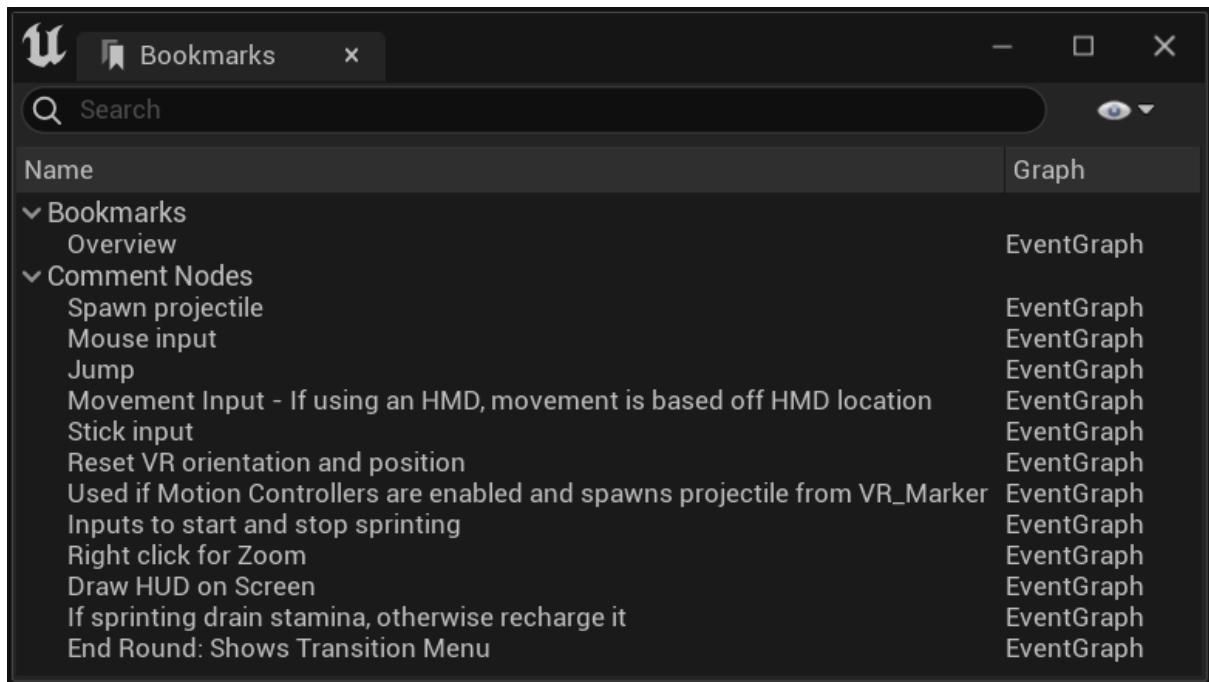 Bookmarks
Search
Name Graph
Bookmarks
Overview EventGraph
Comment Nodes
Spawn projectile EventGraph
Mouse input EventGraph
Jump EventGraph
Movement Input - If using an HMD, movement is based off HMD location EventGraph
Stick input EventGraph
Reset VR orientation and position EventGraph
Used if Motion Controllers are enabled and spawns projectile from VR_Marker EventGraph
Inputs to start and stop sprinting EventGraph
Right click for Zoom EventGraph
Draw HUD on Screen EventGraph
If sprinting drain stamina, otherwise recharge it EventGraph
End Round: Shows Transition Menu EventGraph